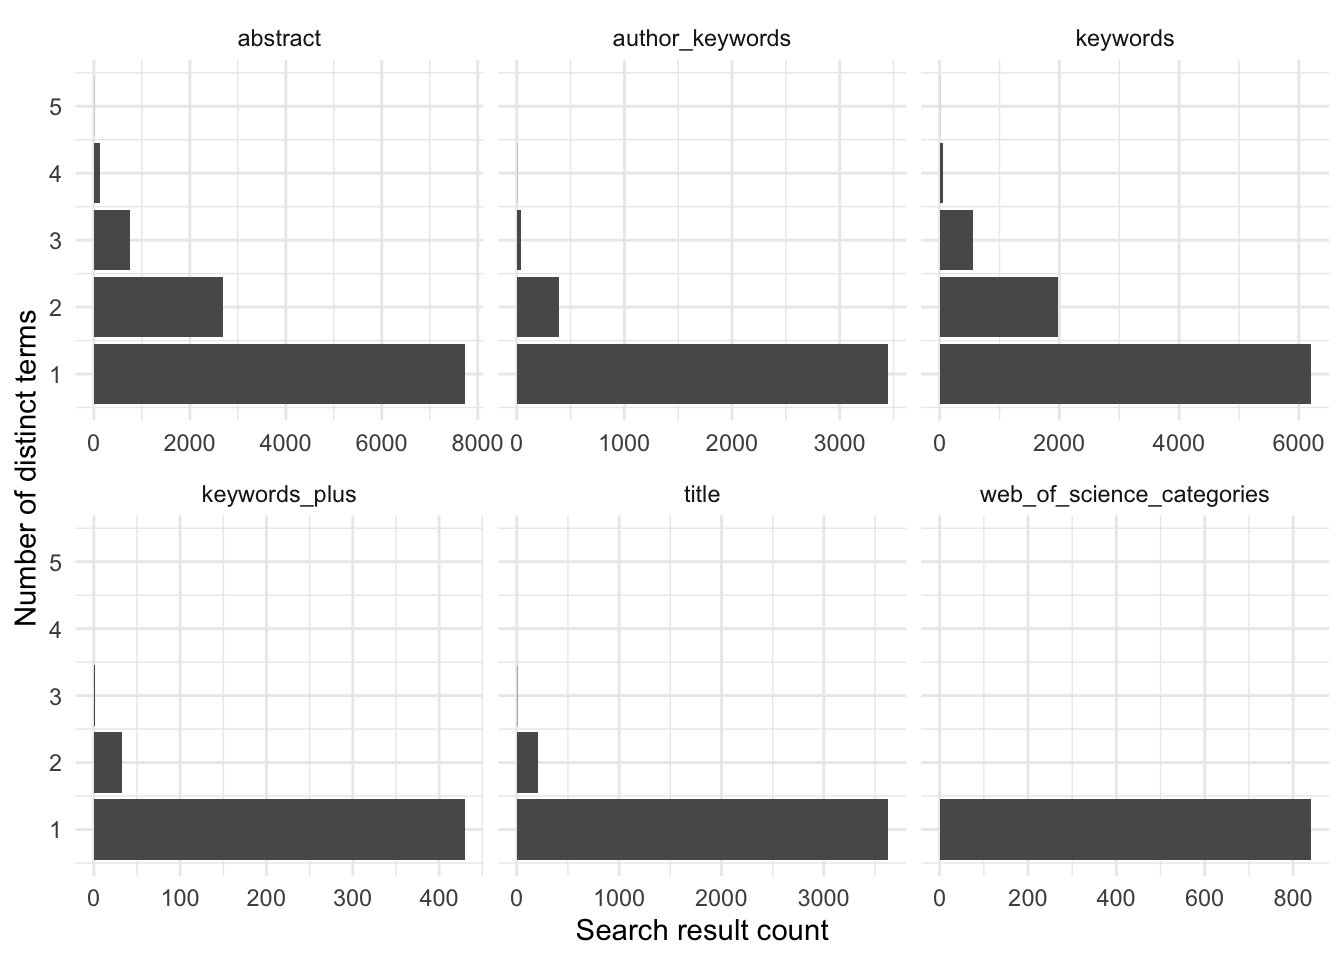 abstract author_keywords keywords
5
4
3
2
1
0 2000 4000 6000 8000 0 1000 2000 3000 0 2000 4000 6000
keywords_plus title web_of_science_categories
5
4
3
2
1
0 100 200 300 400 0 1000 2000 3000 0 200 400 600 800
Number of distinct terms
Search result count